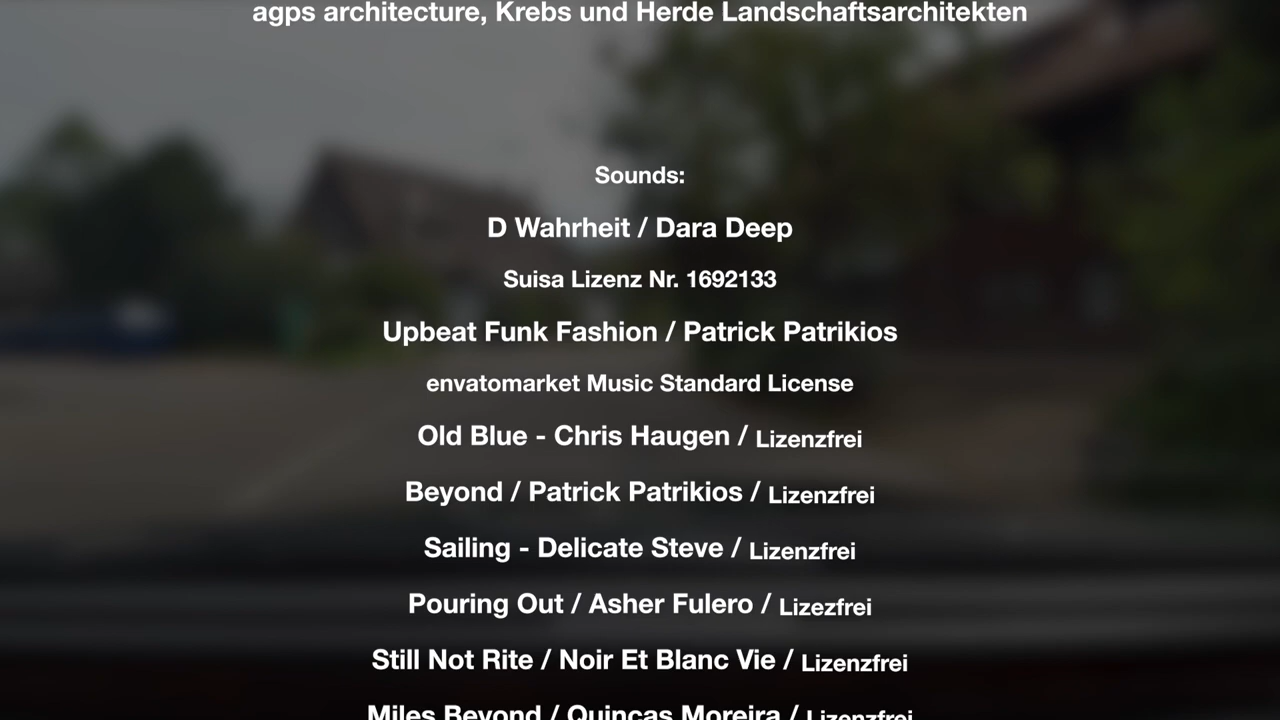 agps architecture, Krebs und Herde Landschaftsarchitekten
Sounds:
D Wahrheit / Dara Deep
Suisa Lizenz Nr. 1692133
Upbeat Funk Fashion / Patrick Patrikios
envatomarket Music Standard License
Old Blue - Chris Haugen / Lizenzfrei
Beyond / Patrick Patrikios / Lizenzfrei
Sailing - Delicate Steve / Lizenzfrei
Pouring Out / Asher Fulero / Lizezfrei
Still Not Rite / Noir Et Blanc Vie / Lizenzfrei
Miles Beyond / Quincas Moreira / Lizenzfrei